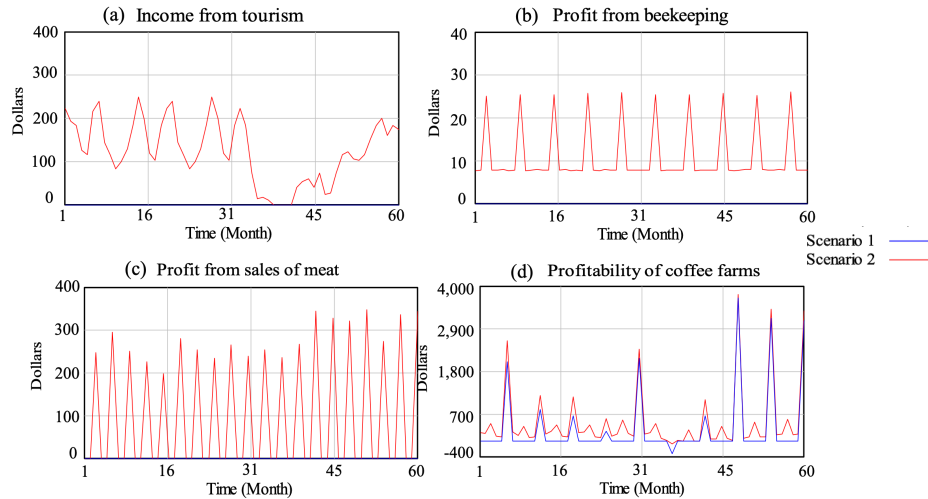 (a) Income from tourism
400
300
200
100
0
Dollars
1 16 31 45 60
Time (Month)
(b) Profit from beekeeping
40
30
20
10
0
Dollars
1 16 31 45 60
Time (Month)
Scenario 1
Scenario 2
(c) Profit from sales of meat
400
300
200
100
0
Dollars
1 16 31 45 60
Time (Month)
(d) Profitability of coffee farms
4,000
2,900
1,800
700
-400
Dollars
1 16 31 45 60
Time (Month)